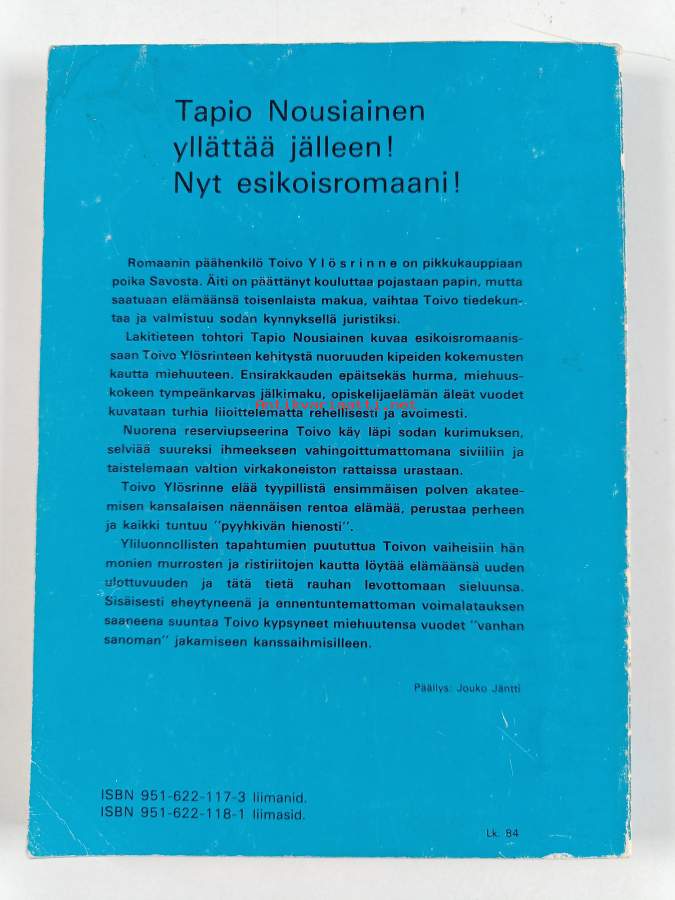 Tapio Nousiainen
yllättää jälleen!
Nyt esikoisromaani!
Romaanin päähenkilö Toivo Ylösrinne on pikkukauppiaan
poika Savosta. Äiti on päättänyt kouluttaa pojastaan papin, mutta
saatuaan elämäänsä toisenlaista makua, vaihtaa Toivo tiedekun-
taa ja valmistuu sodan kynnyksellä juristiksi.
Lakitieteen tohtori Tapio Nousiainen kuvaa esikoisromaanis-
saan Toivo Ylösrinteen kehitystä nuoruuden kipeiden kokemusten
kautta miehuuteen. Ensirakkauden epäitsekäs hurma, miehuus-
kokeen tympeänkarvas jälkimaku, opiskelijaelämän äleät vuodet
Antikvariaatti.net
kuvataan turhia liioittelematta rehellisesti ja avoimesti.
Nuorena reserviupseerina Toivo käy läpi sodan kurimuksen,
selviää suureksi ihmeekseen vahingoittumattomana siviiliin ja
taistelemaan valtion virkakoneiston rattaissa urastaan.
Toivo Ylösrinne elää tyypillistä ensimmäisen polven akatee-
misen kansalaisen näennäisen rentoa elämää, perustaa perheen
ja kaikki tuntuu "pyyhkivän hienosti".
Yliluonnollisten tapahtumien puututtua Toivon vaiheisiin hän
monien murrosten ja ristiriitojen kautta löytää elämäänsä uuden
ulottuvuuden ja tätä tietä rauhan levottomaan sieluunsa.
Sisäisesti eheytyneenä ja ennentuntemattoman voimalatauksen
saaneena suuntaa Toivo kypsyneet miehuutensa vuodet "vanhan
sanoman" jakamiseen kanssaihmisilleen.
Päällys: Jouko Jäntti
ISBN 951-622-117-3 liimanid.
ISBN 951-622-118-1 liimasid.
Lk. 84